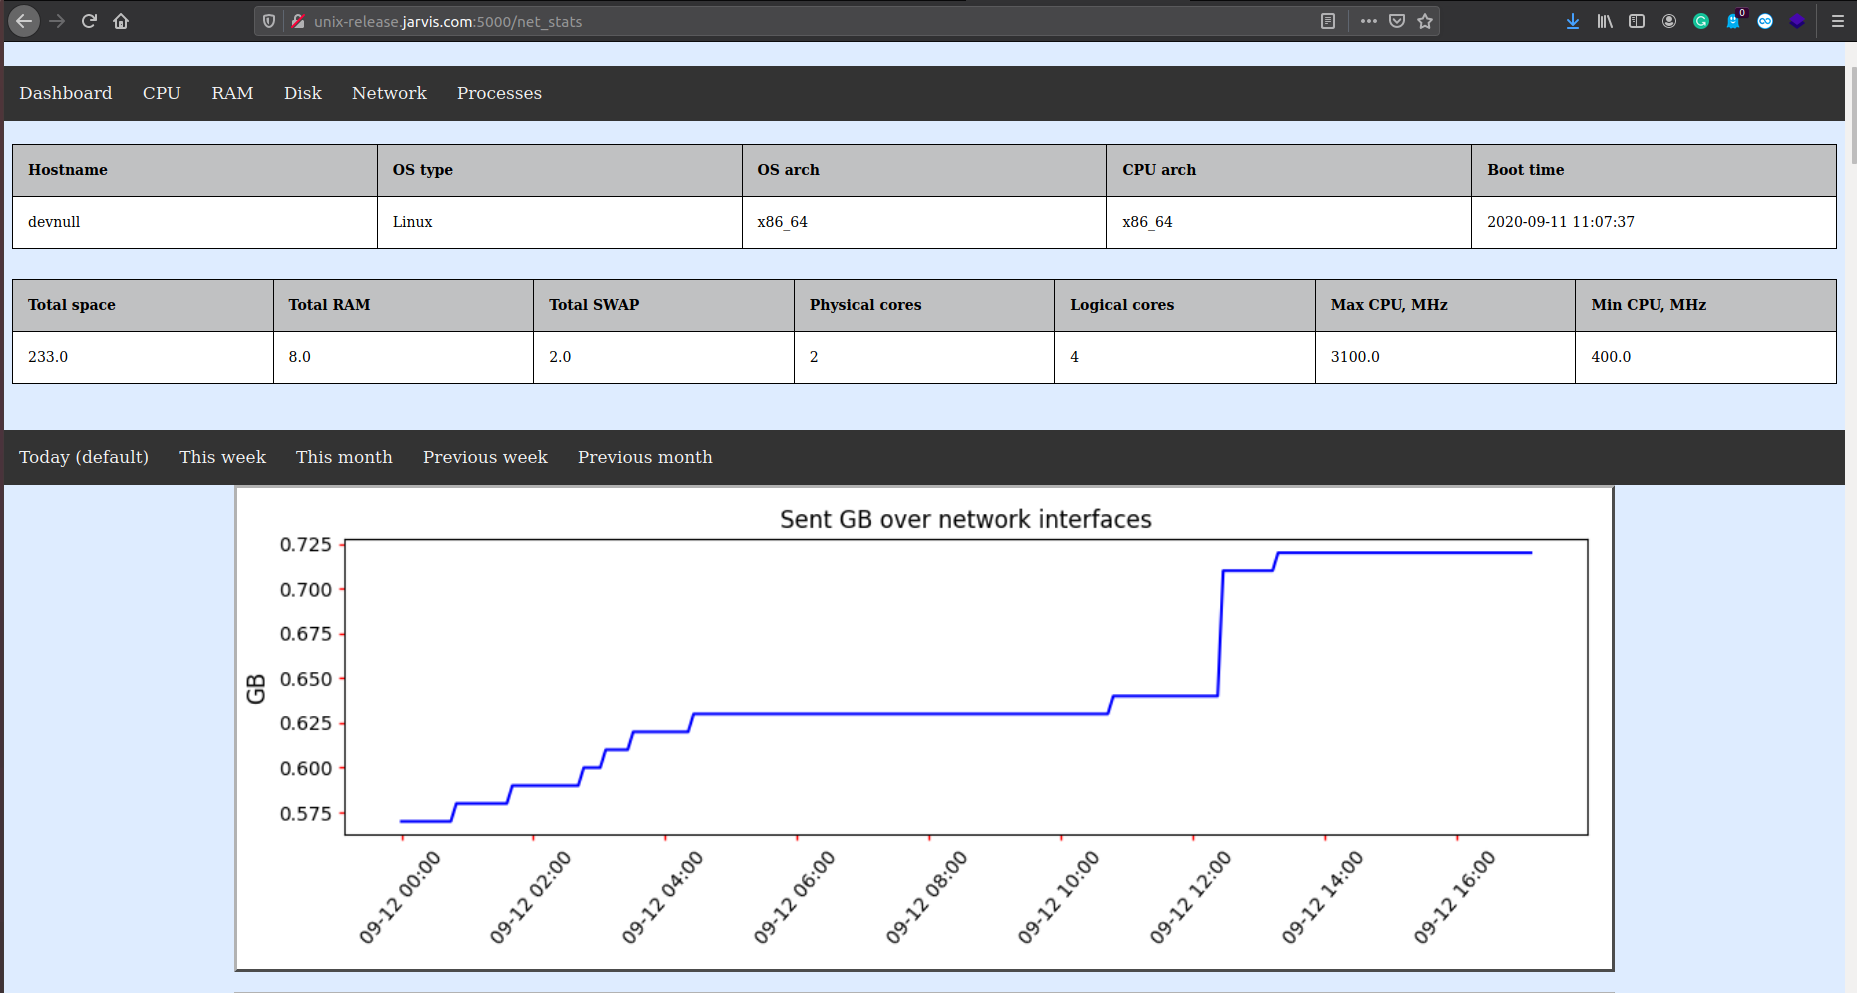 unix-release.jarvis.com:5000/net_stats
0
Dashboard CPU RAM Disk Network Processes
Hostname OS type OS arch CPU arch Boot time
devnull Linux x86_64 x86_64 2020-09-11 11:07:37
Total space Total RAM Total SWAP Physical cores Logical cores Max CPU, MHz Min CPU, MHz
233.0 8.0 2.0 2 4 3100.0 400.0
Today (default) This week This month Previous week Previous month
Sent GB over network interfaces
GB
0.725
0.700
0.675
0.650
0.625
0.600
0.575
09-12 00:00 09-12 02:00 09-12 04:00 09-12 06:00 09-12 08:00 09-12 10:00 09-12 12:00 09-12 14:00 09-12 16:00